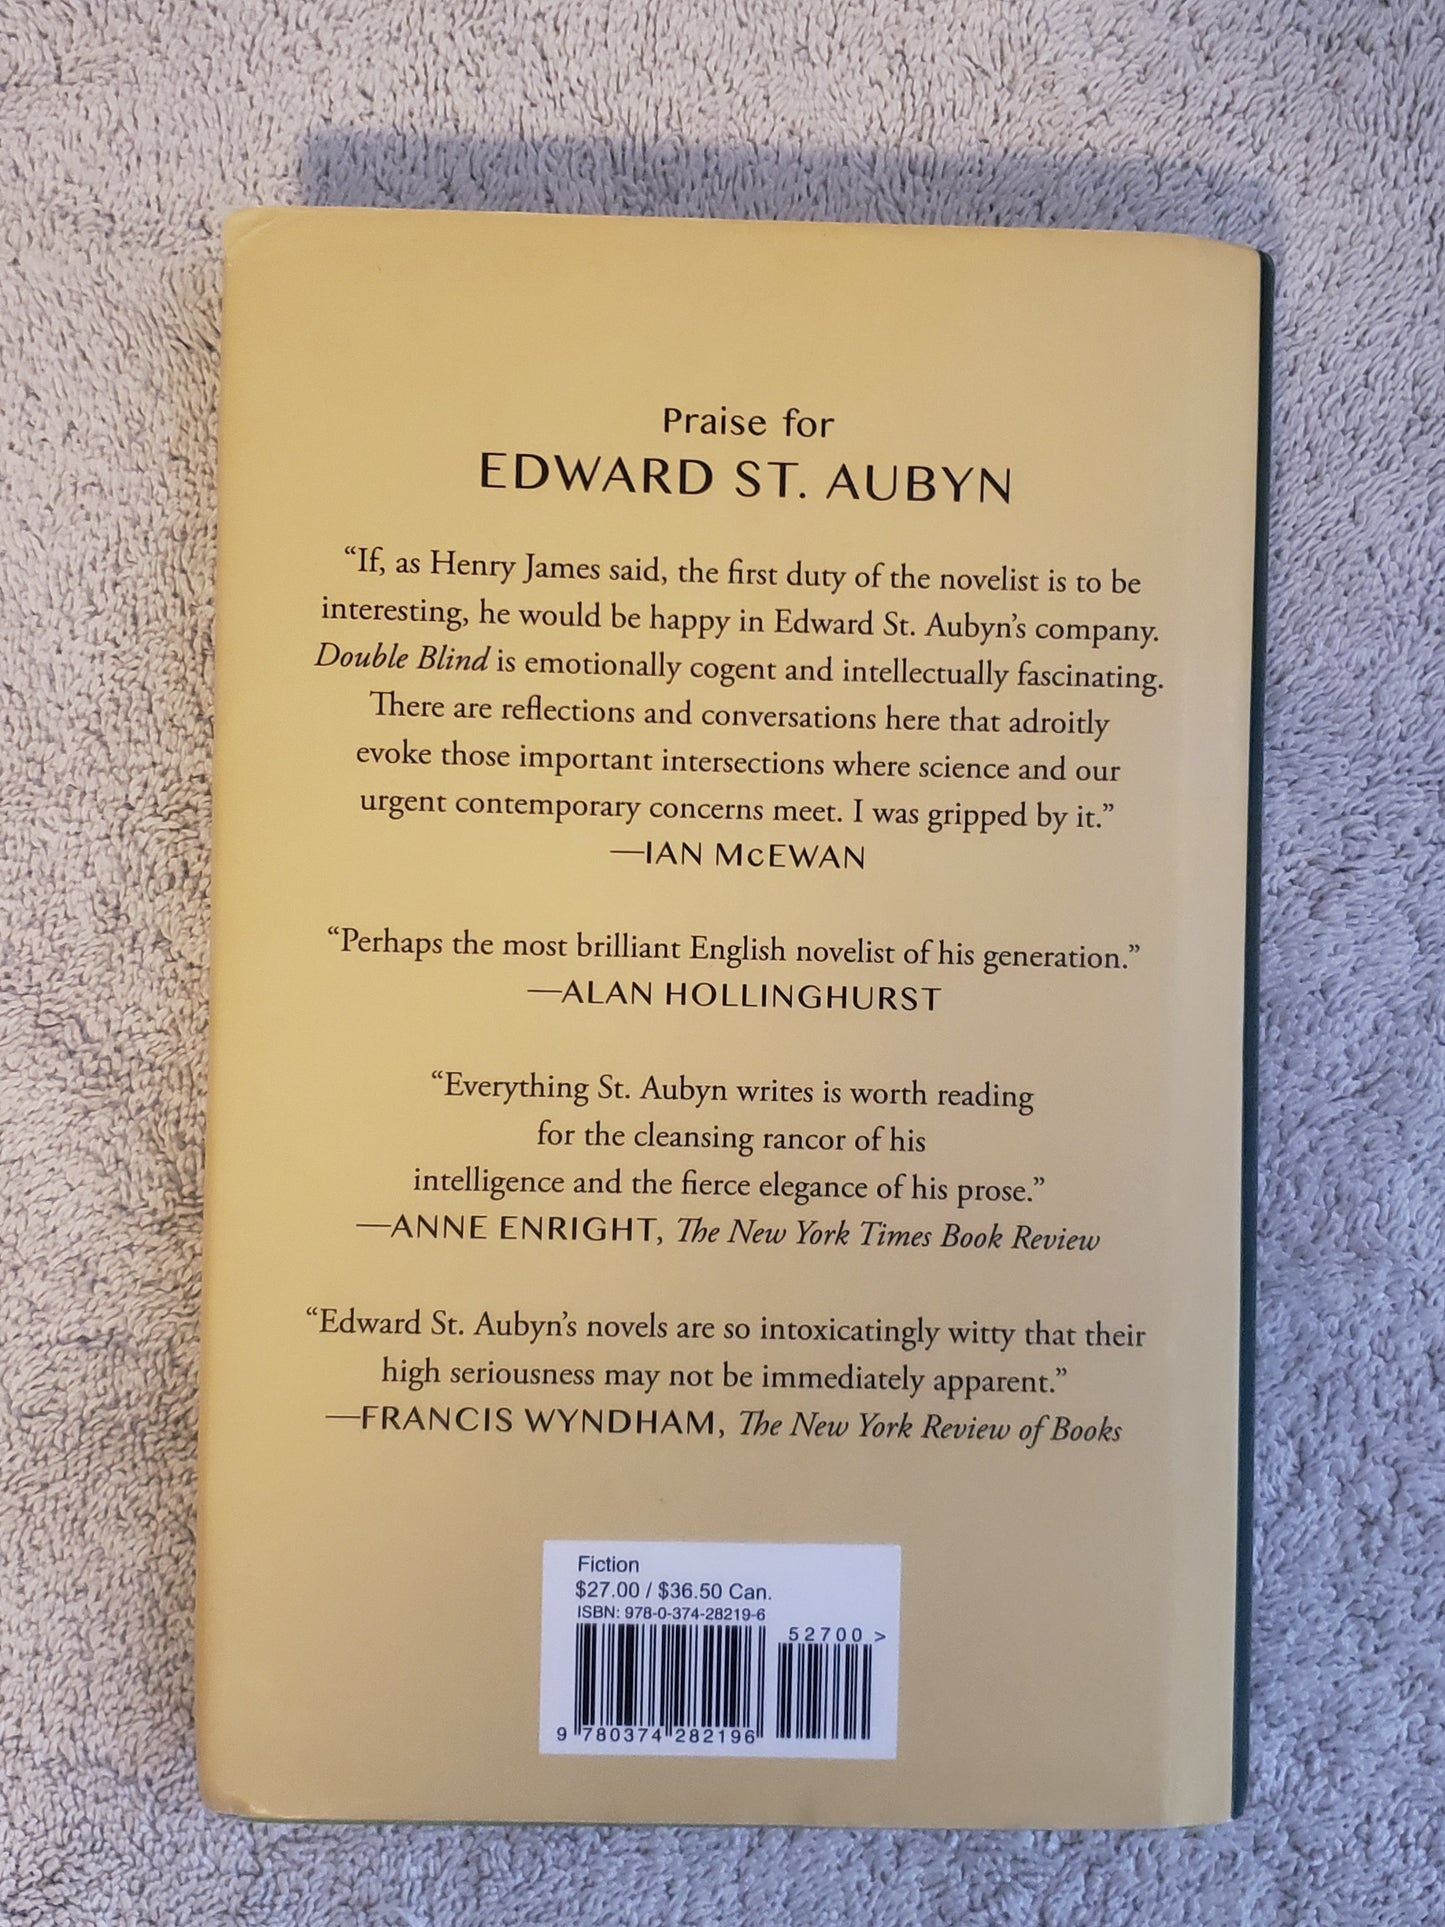 Praise for
EDWARD ST. AUBYN
“If, as Henry James said, the first duty of the novelist is to be
interesting, he would be happy in Edward St. Aubyn’s company.
Double Blind is emotionally cogent and intellectually fascinating.
There are reflections and conversations here that adroitly
evoke those important intersections where science and our
urgent contemporary concerns meet. I was gripped by it.”
—IAN McEWAN
“Perhaps the most brilliant English novelist of his generation.”
—ALAN HOLLINGHURST
“Everything St. Aubyn writes is worth reading
for the cleansing rancor of his
intelligence and the fierce elegance of his prose.”
—ANNE ENRIGHT, The New York Times Book Review
“Edward St. Aubyn’s novels are so intoxicatingly witty that their
high seriousness may not be immediately apparent.”
—FRANCIS WYNDHAM, The New York Review of Books
Fiction
$27.00 / $36.50 Can.
ISBN: 978-0-374-28219-6
52700 >
9 780374 282196